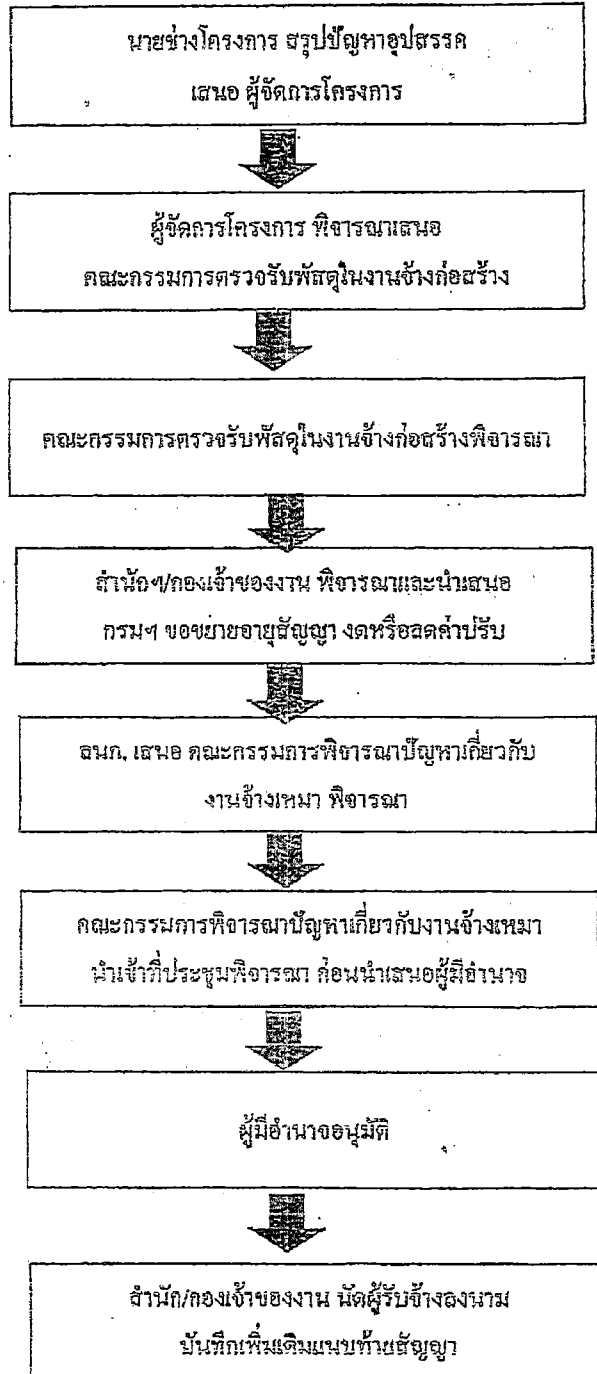 นายช่างโครงการ สรุปปัญหาอุปสรรค
เสนอ ผู้จัดการโครงการ
ผู้จัดการโครงการ พิจารณาเสนอ
คณะกรรมการตรวจรับพัสดุในงานจ้างก่อสร้าง
คณะกรรมการตรวจรับพัสดุในงานจ้างก่อสร้างพิจารณา
สำนักฯ/กองเจ้าของงาน พิจารณาและนำเสนอ
กรมฯ ขอขยายอายุสัญญา งดหรือลดค่าปรับ
ลนก. เสนอ คณะกรรมการพิจารณาปัญหาเกี่ยวกับ
งานจ้างเหมา พิจารณา
คณะกรรมการพิจารณาปัญหาเกี่ยวกับงานจ้างเหมา
นำเข้าที่ประชุมพิจารณา ก่อนนำเสนอผู้มีอำนาจ
ผู้มีอำนาจอนุมัติ
สำนัก/กองเจ้าของงาน นัดผู้รับจ้างลงนาม
บันทึกเพิ่มเติมแนบท้ายสัญญา